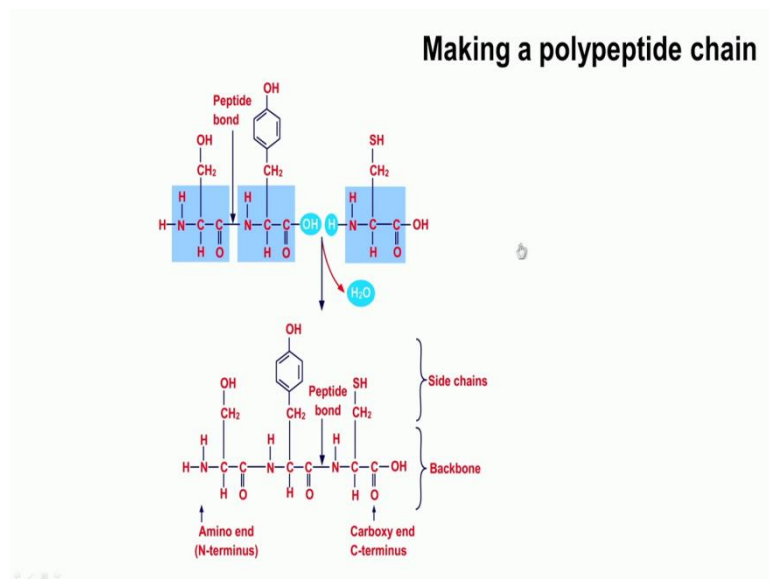 Making a polypeptide chain
OH
Peptide
bond
OH
SH
CH₂
CH₂
CH₂
H
H
H
H-N-C-C-N-C-C-OH H-N-C-C-OH
H O
H O
H O
H₂O
OH
OH
Peptide
bond
SH
Side chains
CH₂
CH₂
CH₂
H
H
H
H-N-C-C-N-C-C-N-C-C-OH
Backbone
H O
H O
H O
Amino end
(N-terminus)
Carboxy end
C-terminus